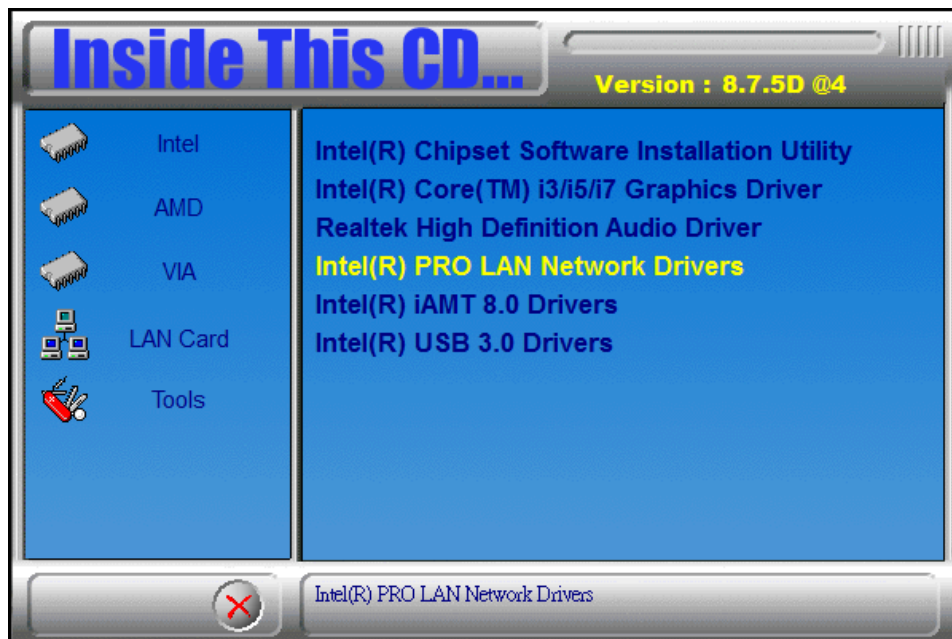 Inside This CD...
Version : 8.7.5D @4
Intel
AMD
VIA
LAN Card
Tools
Intel(R) Chipset Software Installation Utility
Intel(R) Core(TM) i3/i5/i7 Graphics Driver
Realtek High Definition Audio Driver
Intel(R) PRO LAN Network Drivers
Intel(R) iAMT 8.0 Drivers
Intel(R) USB 3.0 Drivers
Intel(R) PRO LAN Network Drivers